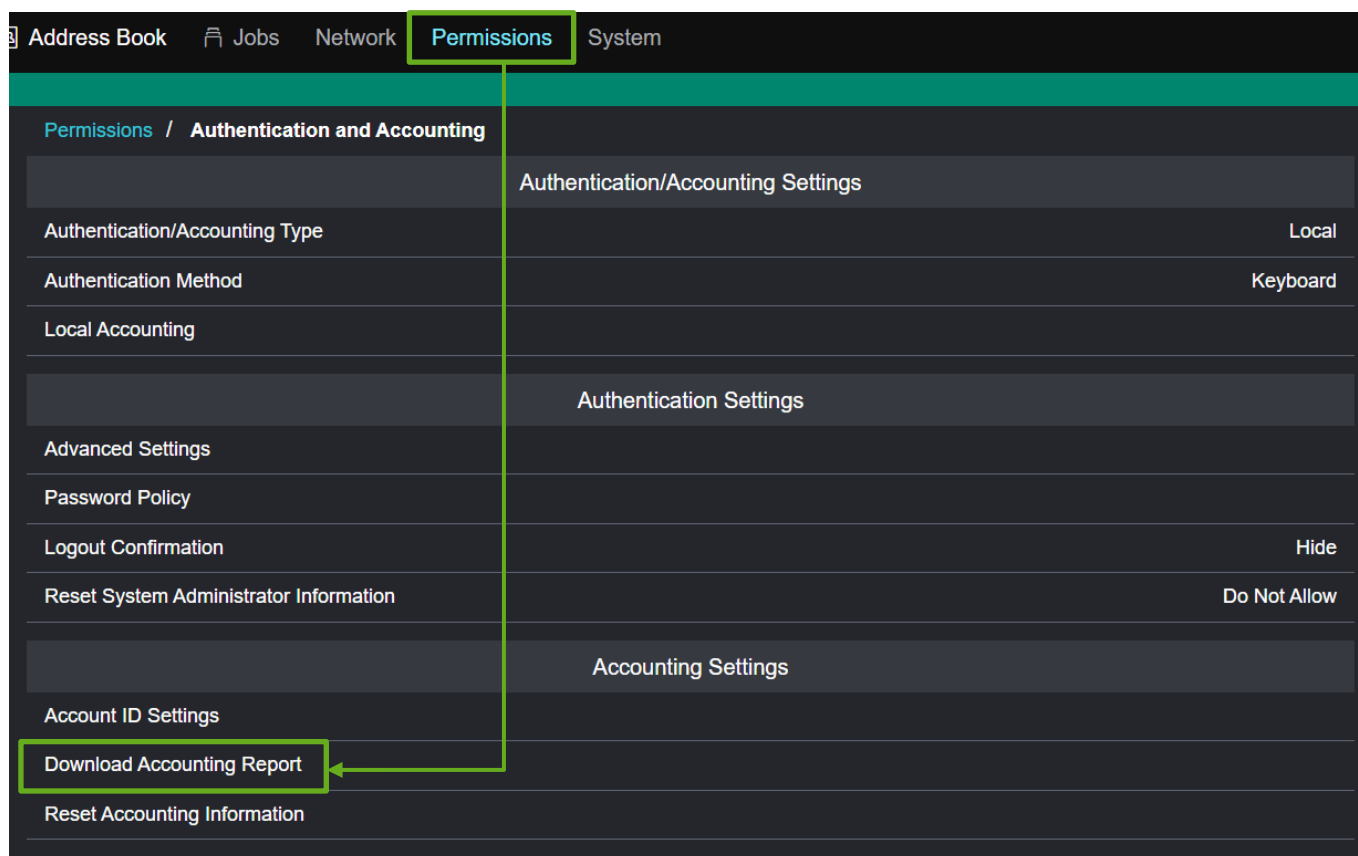 Address Book Jobs Network Permissions System
Permissions / Authentication and Accounting
Authentication/Accounting Settings
Authentication/Accounting Type Local
Authentication Method Keyboard
Local Accounting
Authentication Settings
Advanced Settings
Password Policy
Logout Confirmation Hide
Reset System Administrator Information Do Not Allow
Accounting Settings
Account ID Settings
Download Accounting Report
Reset Accounting Information